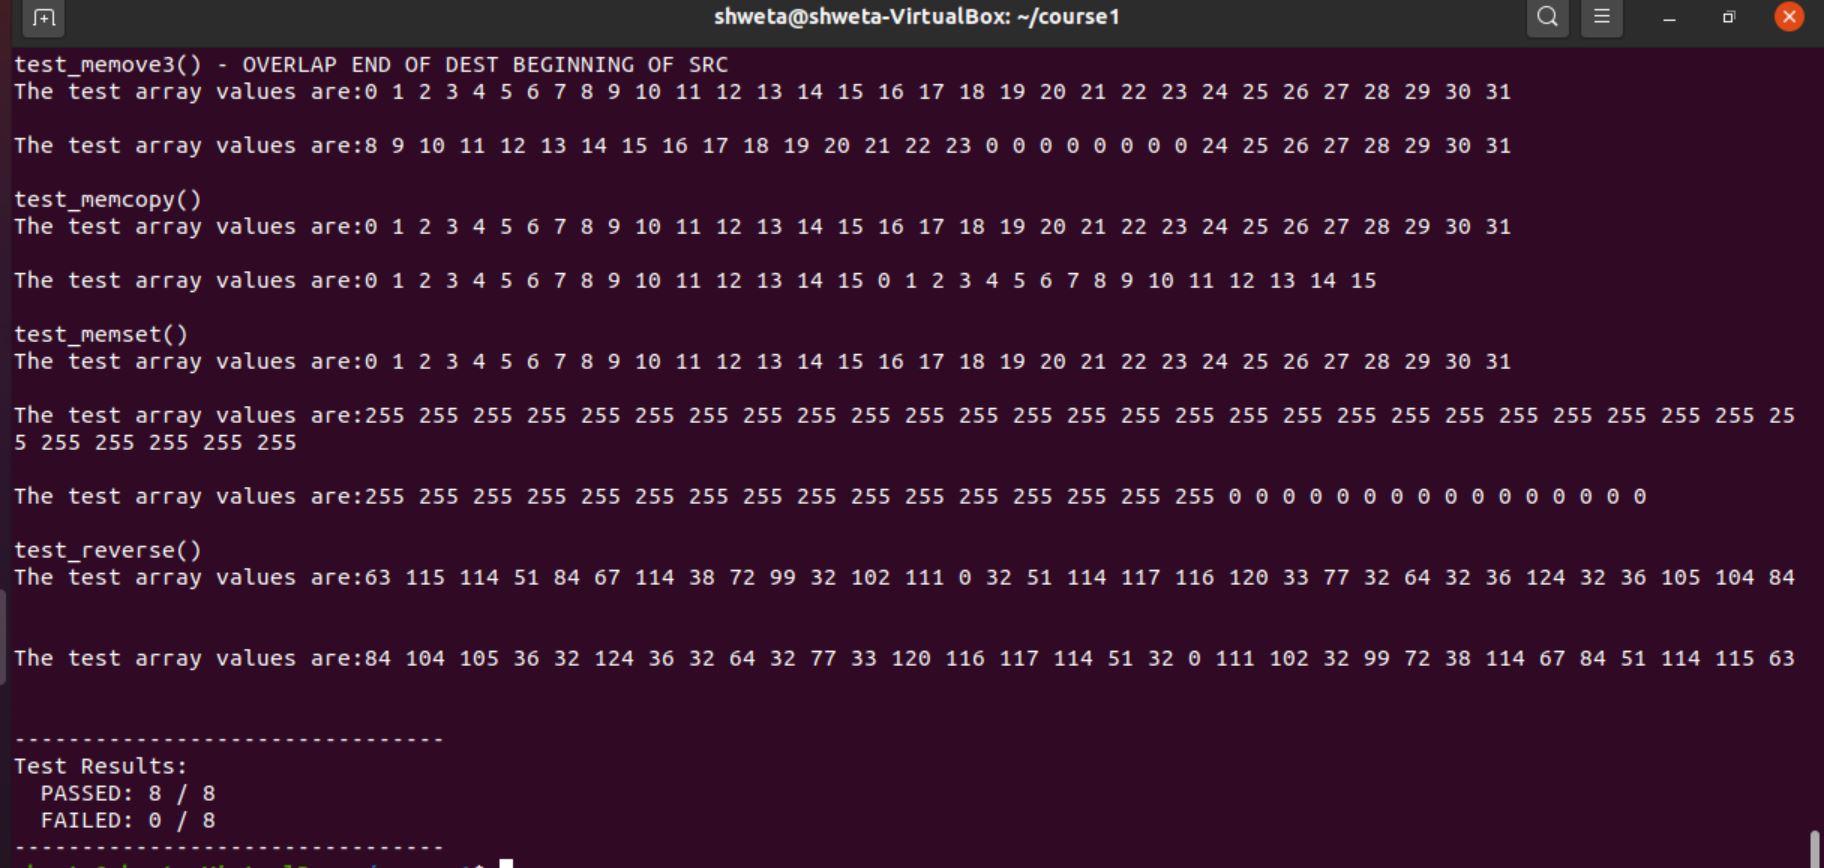 shweta@shweta-VirtualBox: ~/course1
test_memove3() - OVERLAP END OF DEST BEGINNING OF SRC
The test array values are:0 1 2 3 4 5 6 7 8 9 10 11 12 13 14 15 16 17 18 19 20 21 22 23 24 25 26 27 28 29 30 31
The test array values are:8 9 10 11 12 13 14 15 16 17 18 19 20 21 22 23 0 0 0 0 0 0 0 0 24 25 26 27 28 29 30 31
test_memcopy()
The test array values are:0 1 2 3 4 5 6 7 8 9 10 11 12 13 14 15 16 17 18 19 20 21 22 23 24 25 26 27 28 29 30 31
The test array values are:0 1 2 3 4 5 6 7 8 9 10 11 12 13 14 15 0 1 2 3 4 5 6 7 8 9 10 11 12 13 14 15
test_memset()
The test array values are:0 1 2 3 4 5 6 7 8 9 10 11 12 13 14 15 16 17 18 19 20 21 22 23 24 25 26 27 28 29 30 31
The test array values are:255 255 255 255 255 255 255 255 255 255 255 255 255 255 255 255 255 255 255 255 255 255 255 255 255 255 25
5 255 255 255 255 255
The test array values are:255 255 255 255 255 255 255 255 255 255 255 255 255 255 255 255 0 0 0 0 0 0 0 0 0 0 0 0 0 0 0 0
test_reverse()
The test array values are:63 115 114 51 84 67 114 38 72 99 32 102 111 0 32 51 114 117 116 120 33 77 32 64 32 36 124 32 36 105 104 84
The test array values are:84 104 105 36 32 124 36 32 64 32 77 33 120 116 117 114 51 32 0 111 102 32 99 72 38 114 67 84 51 114 115 63
--------------------------------
Test Results:
PASSED: 8 / 8
FAILED: 0 / 8
--------------------------------